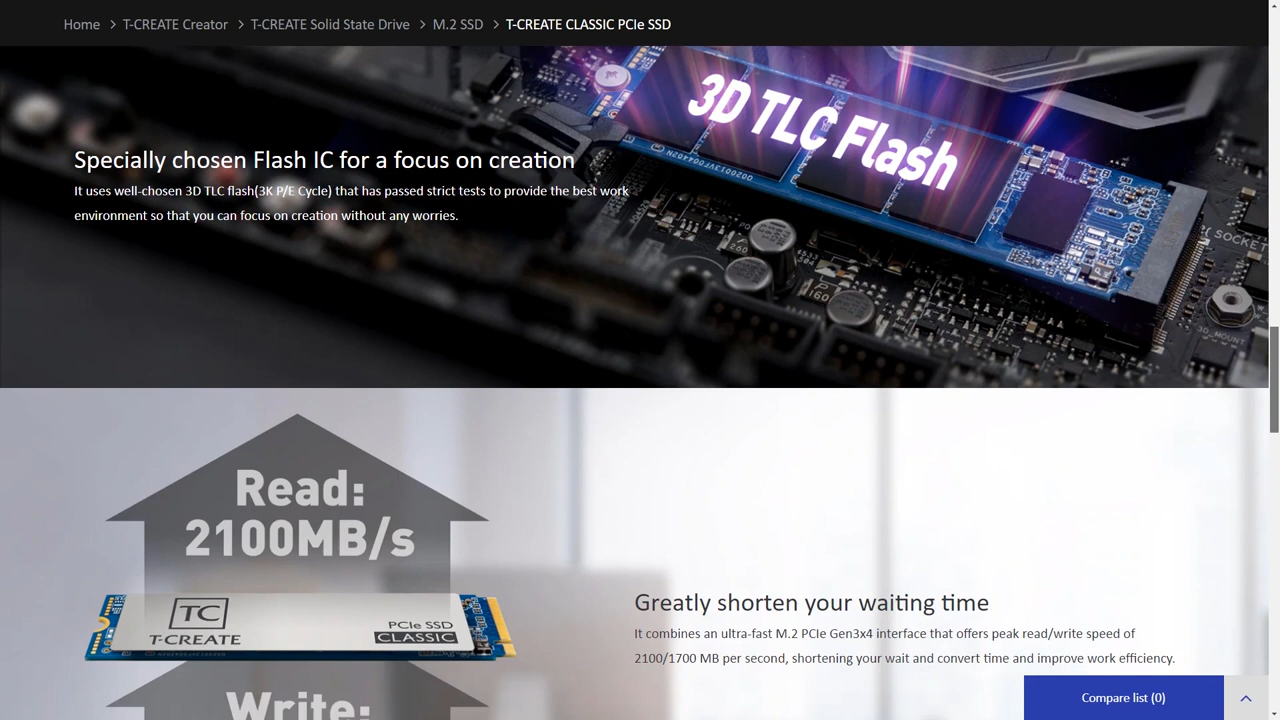 Home > T-CREATE Creator > T-CREATE Solid State Drive > M.2 SSD > T-CREATE CLASSIC PCIe SSD
3D TLC Flash
Specially chosen Flash IC for a focus on creation
It uses well-chosen 3D TLC flash(3K P/E Cycle) that has passed strict tests to provide the best work
environment so that you can focus on creation without any worries.
Read:
2100MB/s
TC
T-CREATE
PCIe SSD
CLASSIC
Write:
Greatly shorten your waiting time
It combines an ultra-fast M.2 PCIe Gen3x4 interface that offers peak read/write speed of
2100/1700 MB per second, shortening your wait and convert time and improve work efficiency.
Compare list (0)